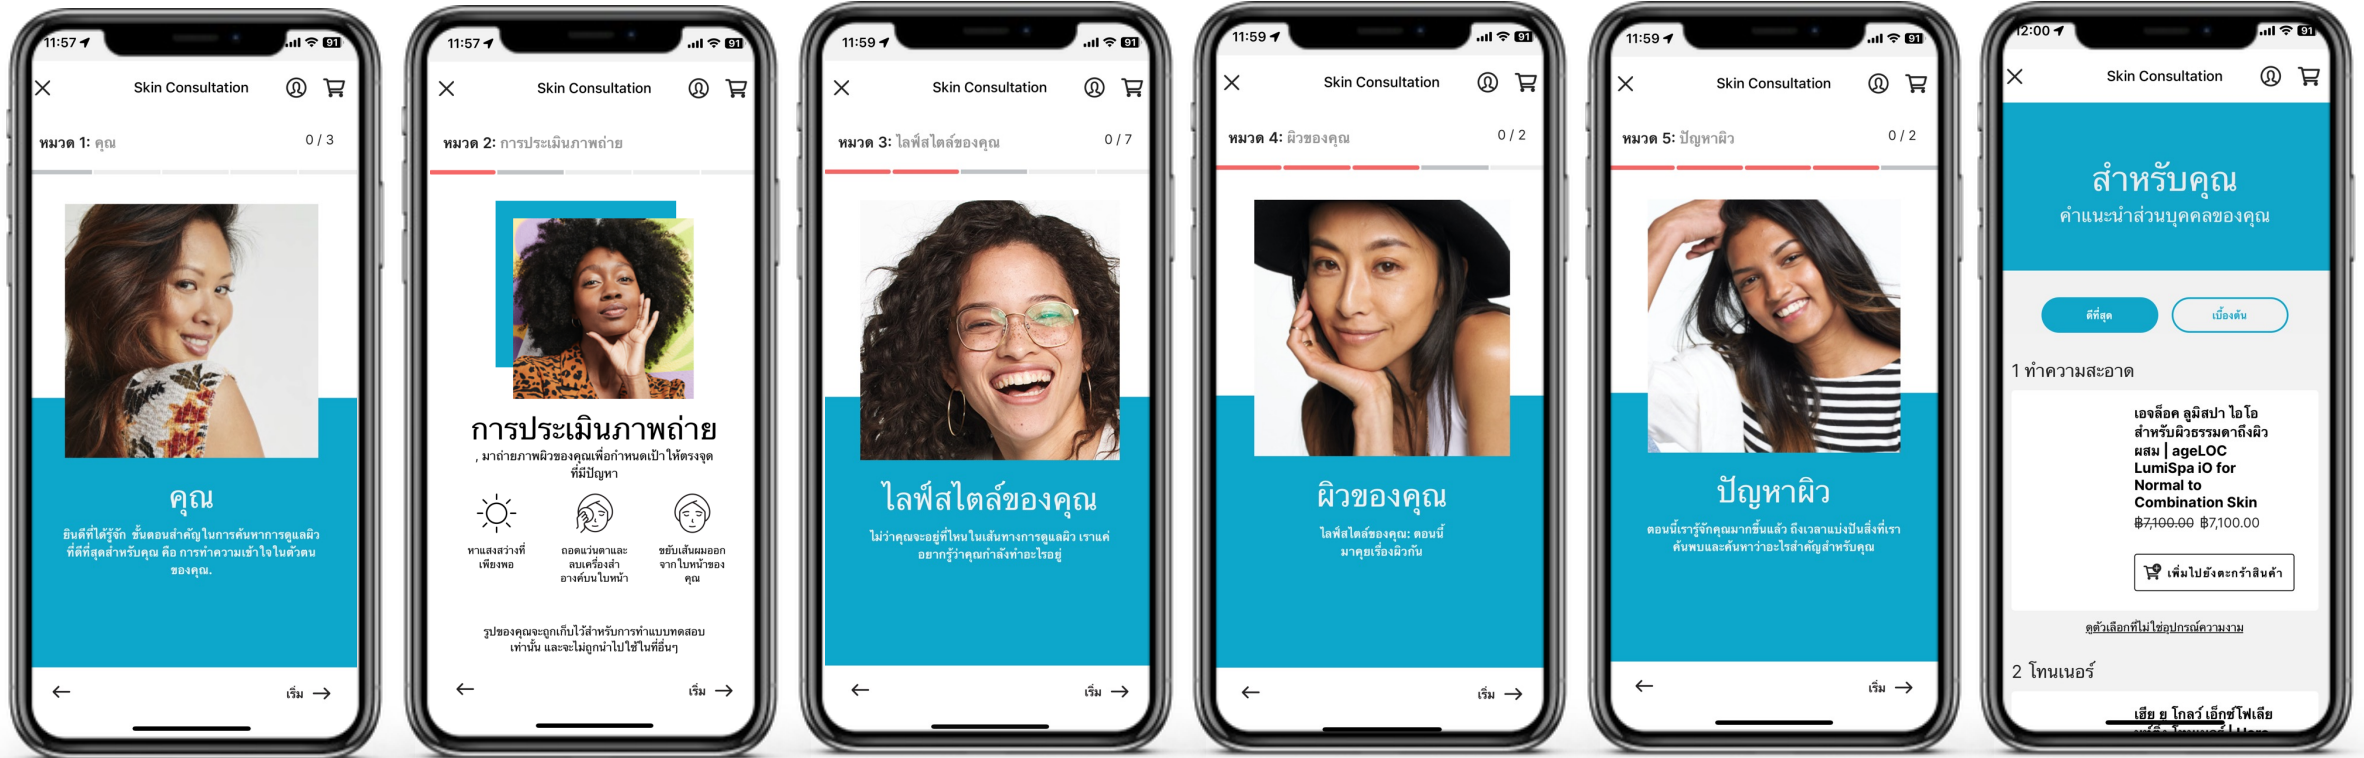 11:57
91
Skin Consultation
หมวด 1: คุณ
0 / 3
คุณ
ยินดีที่ได้รู้จัก ขั้นตอนสำคัญในการค้นหาการดูแลผิว
ที่ดีที่สุดสำหรับคุณ คือ การทำความเข้าใจในตัวตน
ของคุณ.
เริ่ม
11:57
91
Skin Consultation
หมวด 2: การประเมินภาพถ่าย
การประเมินภาพถ่าย
, มาถ่ายภาพผิวของคุณเพื่อกำหนดเป้าให้ตรงจุด
ที่มีปัญหา
หาแสงสว่างที่
เพียงพอ
ถอดแว่นตาและ
ลบเครื่องสำ
อางค์บนใบหน้า
ขยับเส้นผมออก
จากใบหน้าของ
คุณ
รูปของคุณจะถูกเก็บไว้สำหรับการทำแบบทดสอบ
เท่านั้น และจะไม่ถูกนำไปใช้ในที่อื่นๆ
เริ่ม
11:59
91
Skin Consultation
หมวด 3: ไลฟ์สไตล์ของคุณ
0 / 7
ไลฟ์สไตล์ของคุณ
ไม่ว่าคุณจะอยู่ที่ไหนในเส้นทางการดูแลผิว เราแค่
อยากรู้ว่าคุณกำลังทำอะไรอยู่
เริ่ม
11:59
91
Skin Consultation
หมวด 4: ผิวของคุณ
0 / 2
ผิวของคุณ
ไลฟ์สไตล์ของคุณ: ตอนนี้
มาคุยเรื่องผิวกัน
เริ่ม
11:59
91
Skin Consultation
หมวด 5: ปัญหาผิว
0 / 2
ปัญหาผิว
ตอนนี้เรารู้จักคุณมากขึ้นแล้ว ถึงเวลาแบ่งปันสิ่งที่เรา
ค้นพบและค้นหาว่าอะไรสำคัญสำหรับคุณ
เริ่ม
12:00
91
Skin Consultation
สำหรับคุณ
คำแนะนำส่วนบุคคลของคุณ
ดีที่สุด
เบื้องต้น
1 ทำความสะอาด
เอจล็อค ลูมิสปา ไอโอ
สำหรับผิวธรรมดาถึงผิว
ผสม | ageLOC
LumiSpa iO for
Normal to
Combination Skin
฿7,100.00 ฿7,100.00
เพิ่มไปยังตะกร้าสินค้า
ดูตัวเลือกที่ไม่ใช่อุปกรณ์ความงาม
2 โทนเนอร์
เฮีย ย โกลว์ เอ็กซ์โฟเลีย